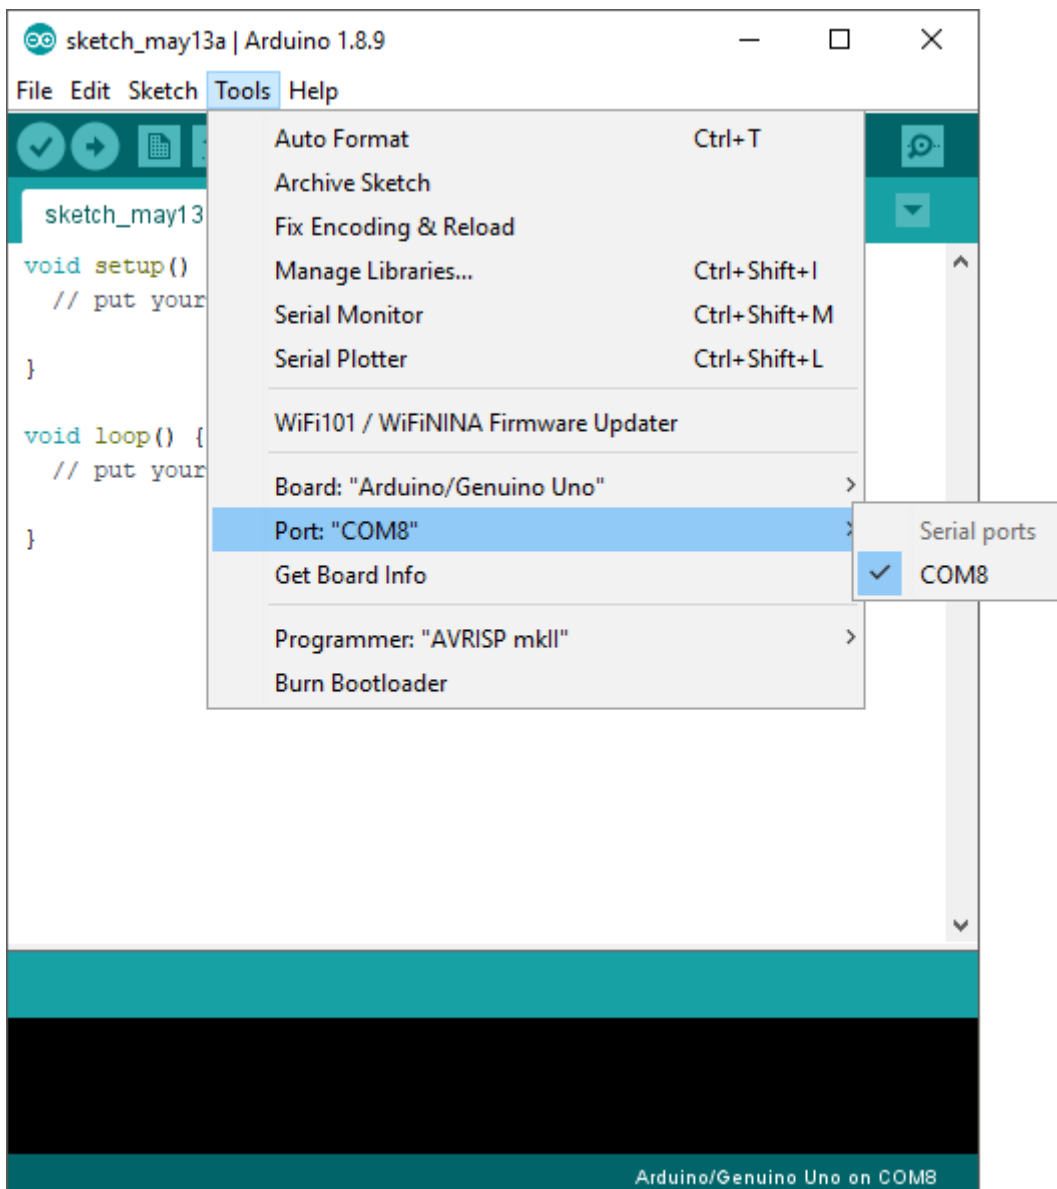 sketch_may13a | Arduino 1.8.9
File Edit Sketch Tools Help
Auto Format Ctrl+T
Archive Sketch
sketch_may13
Fix Encoding & Reload
void setup()
Manage Libraries... Ctrl+Shift+I
// put your
Serial Monitor Ctrl+Shift+M
Serial Plotter Ctrl+Shift+L
}
WiFi101 / WiFiNINA Firmware Updater
void loop() {
// put your
Board: "Arduino/Genuino Uno"
Port: "COM8"
Serial ports
}
Get Board Info
COM8
Programmer: "AVRISP mkII"
Burn Bootloader
Arduino/Genuino Uno on COM8